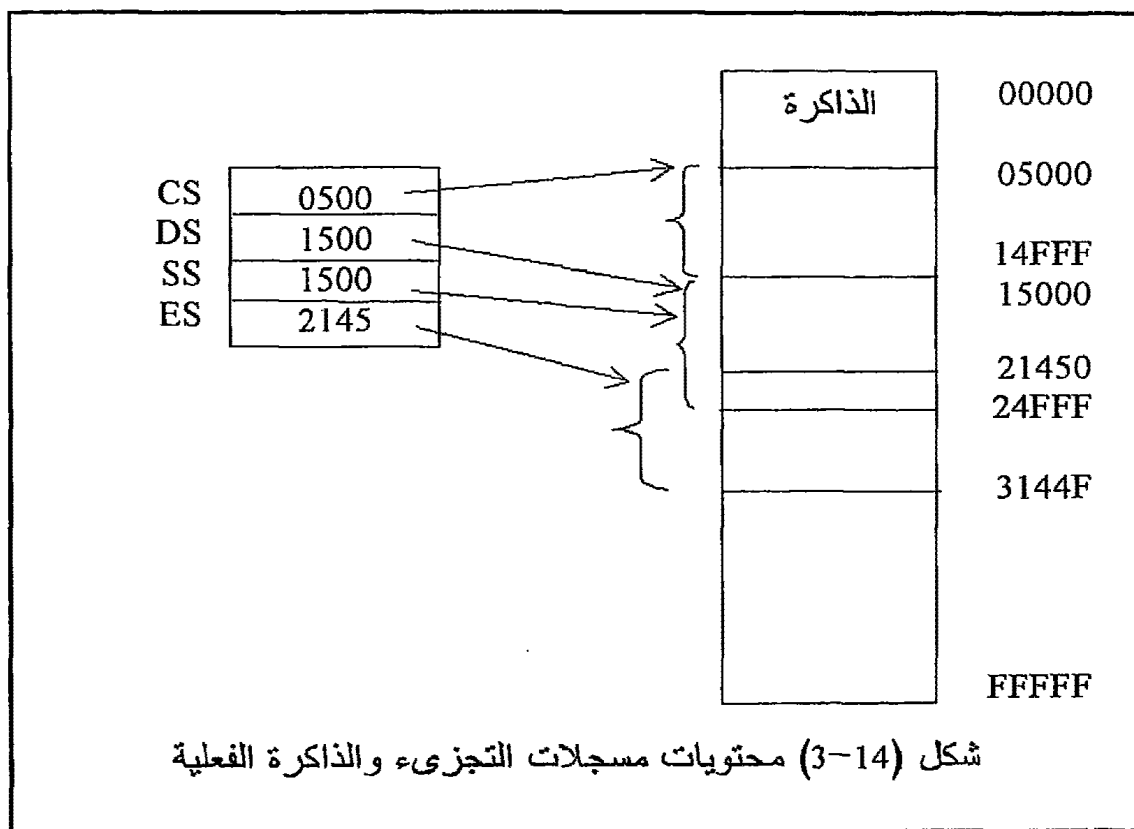 الذاكرة
00000
05000
14FFF
15000
21450
24FFF
3144F
FFFFF
CS 0500
DS 1500
SS 1500
ES 2145
شكل (14-3) محتويات مسجلات التجزىء والذاكرة الفعلية